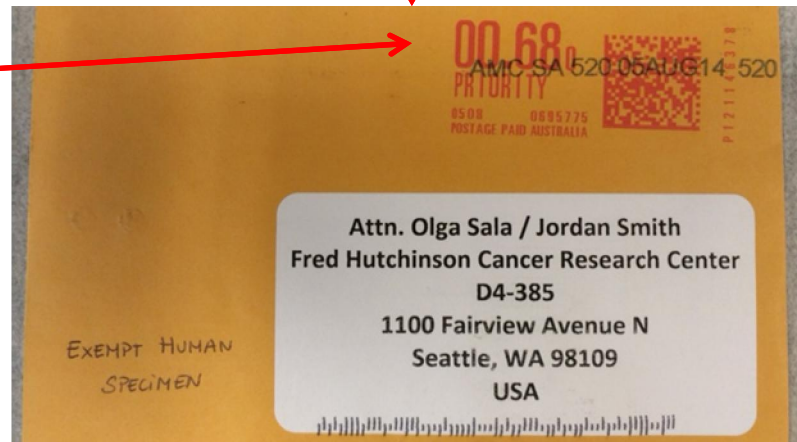 00.68
PRIORITY
AMC SA 520 05AUG14 520
8508 0695775
POSTAGE PAID AUSTRALIA
Attn. Olga Sala / Jordan Smith
Fred Hutchinson Cancer Research Center
D4-385
1100 Fairview Avenue N
Seattle, WA 98109
USA
EXEMPT HUMAN
SPECIMEN